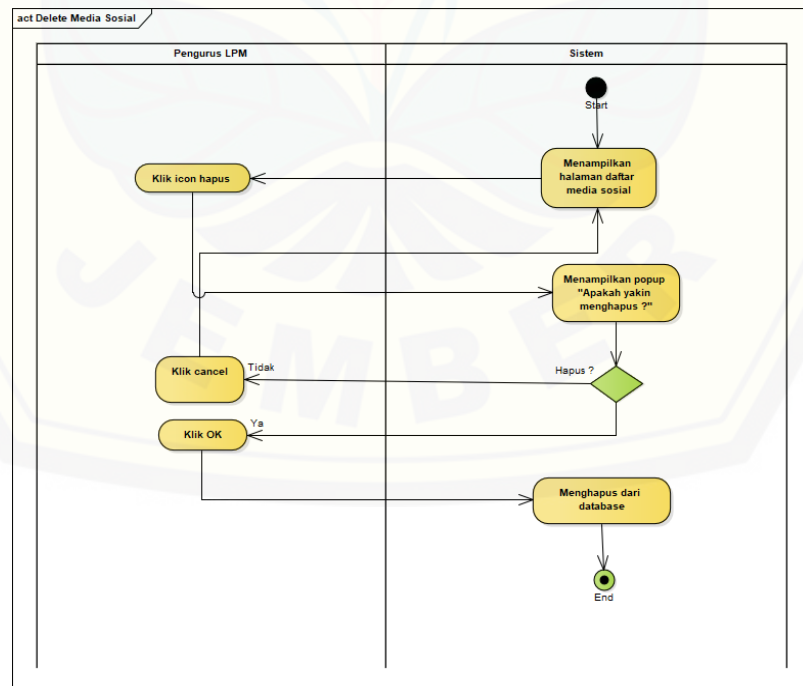 act Delete Media Sosial
Pengurus LPM
Sistem
Start
Menampilkan
halaman daftar
media sosial
Klik icon hapus
Menampilkan popup
"Apakah yakin
menghapus ?"
Hapus ?
Tidak
Klik cancel
Ya
Klik OK
Menghapus dari
database
End
JEMBER